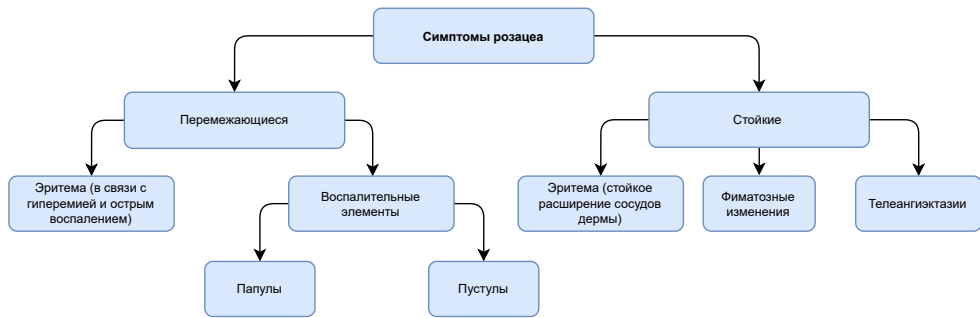 Симптомы розацеа
Перемежающиеся
Стойкие
Эритема (в связи с
гиперемией и острым
воспалением)
Воспалительные
элементы
Эритема (стойкое
расширение сосудов
дермы)
Фиматозные
изменения
Телеангиэктазии
Папулы
Пустулы